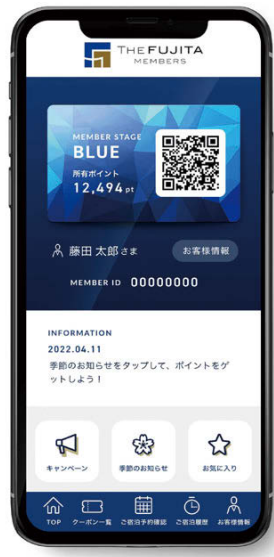 THE FUJITA
MEMBERS
MEMBER STAGE
BLUE
所有ポイント
12,494 pt
藤田 太郎さま
お客様情報
MEMBER ID 00000000
INFORMATION
2022.04.11
季節のお知らせをタップして、ポイントをゲ
ットしよう！
キャンペーン
季節のお知らせ
お気に入り
TOP
クーポン一覧
ご宿泊予約確認
ご宿泊履歴
お客様情報